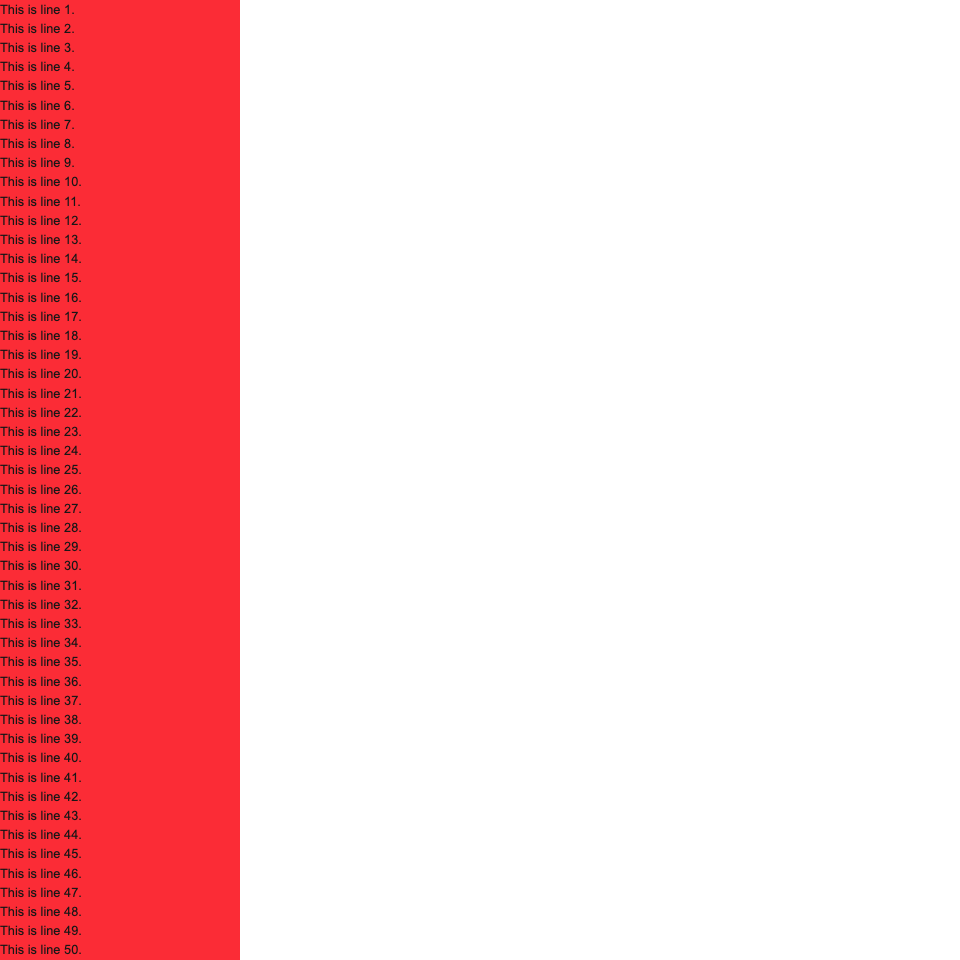 This is line 1.
This is line 2.
This is line 3.
This is line 4.
This is line 5.
This is line 6.
This is line 7.
This is line 8.
This is line 9.
This is line 10.
This is line 11.
This is line 12.
This is line 13.
This is line 14.
This is line 15.
This is line 16.
This is line 17.
This is line 18.
This is line 19.
This is line 20.
This is line 21.
This is line 22.
This is line 23.
This is line 24.
This is line 25.
This is line 26.
This is line 27.
This is line 28.
This is line 29.
This is line 30.
This is line 31.
This is line 32.
This is line 33.
This is line 34.
This is line 35.
This is line 36.
This is line 37.
This is line 38.
This is line 39.
This is line 40.
This is line 41.
This is line 42.
This is line 43.
This is line 44.
This is line 45.
This is line 46.
This is line 47.
This is line 48.
This is line 49.
This is line 50.